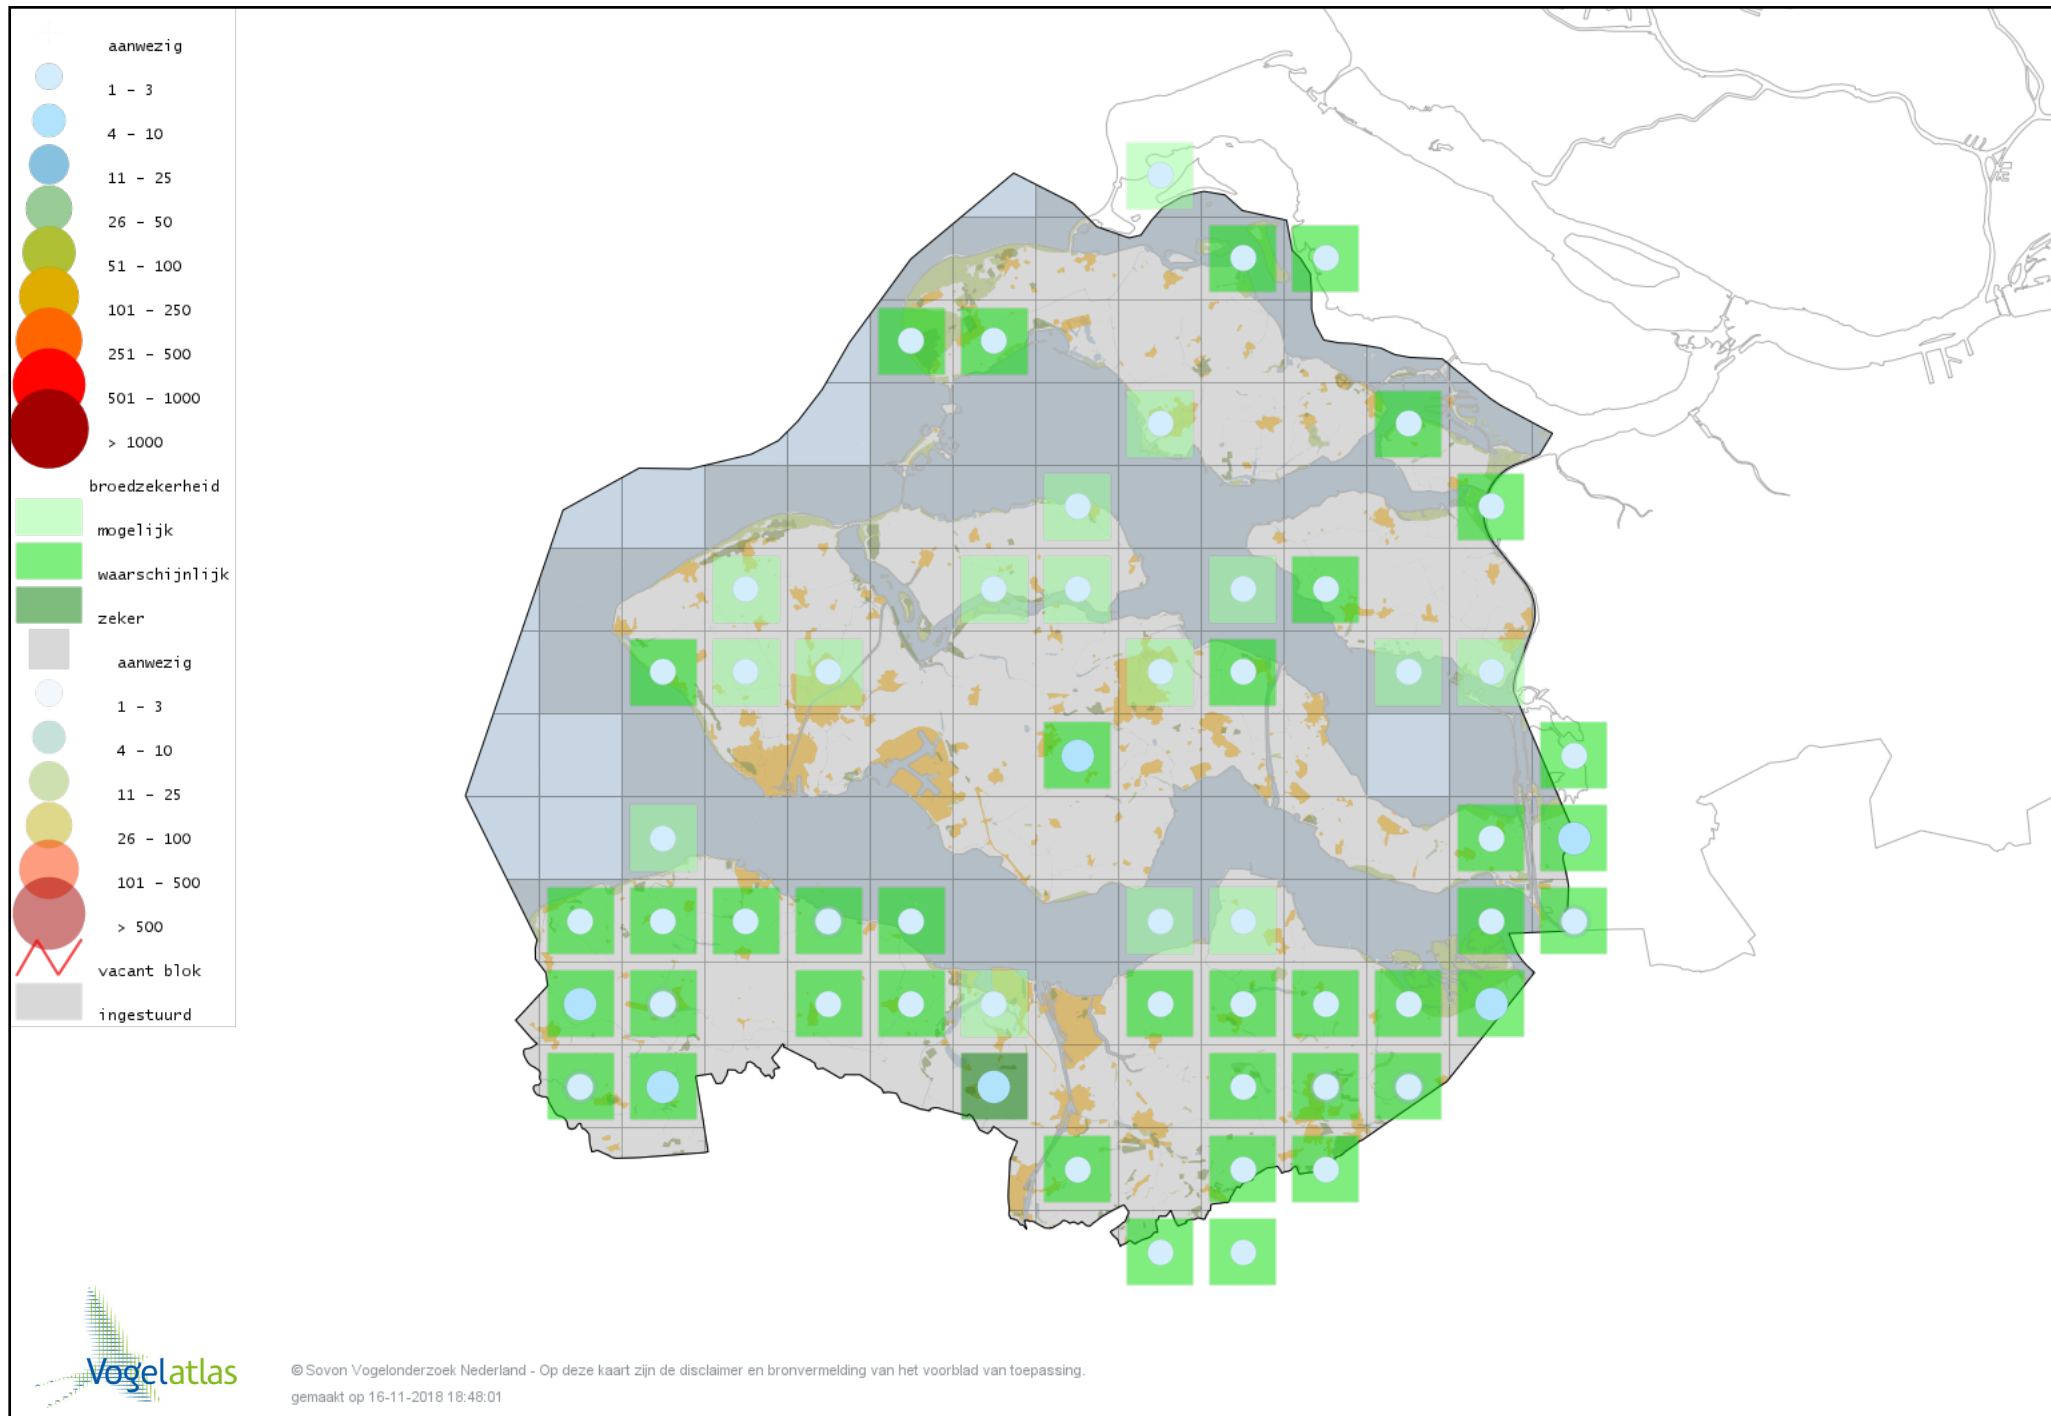 aanwezig
1 - 3
4 - 10
11 - 25
26 - 50
51 - 100
101 - 250
251 - 500
501 - 1000
> 1000
broedzekerheid
mogelijk
waarschijnlijk
zeker
aanwezig
1 - 3
4 - 10
11 - 25
26 - 100
101 - 500
> 500
vacant blok
ingestuurd
Vogelatlas
© Sovon Vogelonderzoek Nederland - Op deze kaart zijn de disclaimer en bronvermelding van het voorblad van toepassing.
gemaakt op 16-11-2018 18:48:01